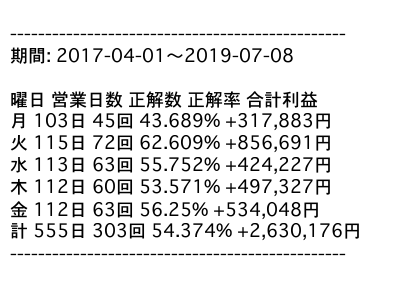 ------------------------------------------------
期間: 2017-04-01〜2019-07-08
曜日 営業日数 正解数 正解率 合計利益
月 103日 45回 43.689% +317,883円
火 115日 72回 62.609% +856,691円
水 113日 63回 55.752% +424,227円
木 112日 60回 53.571% +497,327円
金 112日 63回 56.25% +534,048円
計 555日 303回 54.374% +2,630,176円
------------------------------------------------